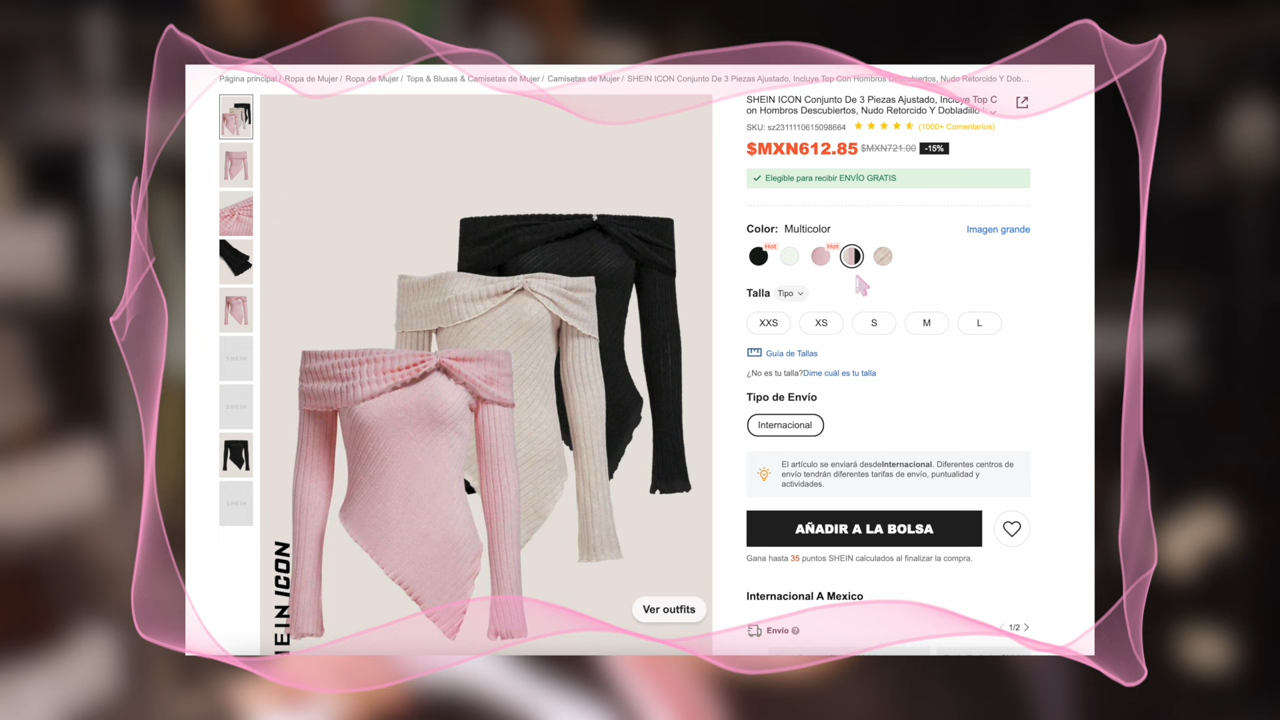 Página principal / Ropa de Mujer / Ropa de Mujer / Tops & Blusas & Camisetas de Mujer / Camisetas de Mujer / SHEIN ICON Conjunto De 3 Piezas Ajustado, Incluye Top Con Hombros Descubiertos, Nudo Retorcido Y Dob...
SHEIN ICON Conjunto De 3 Piezas Ajustado, Incluye Top C
on Hombros Descubiertos, Nudo Retorcido Y Dobladillo
SKU: sz2311110615098664 (1000+ Comentarios)
$MXN612.85 $MXN721.00 -15%
Elegible para recibir ENVÍO GRATIS
Color: Multicolor Imagen grande
Hot Hot
Talla Tipo
XXS XS S M L
Guía de Tallas
¿No es tu talla?Dime cuál es tu talla
Tipo de Envío
Internacional
El artículo se enviará desdeInternacional. Diferentes centros de
envío tendrán diferentes tarifas de envío, puntualidad y
actividades.
AÑADIR A LA BOLSA
Gana hasta 35 puntos SHEIN calculados al finalizar la compra.
Internacional A Mexico
Envío
1/2
Ver outfits
SHEIN
SHEIN
SHEIN
ICON